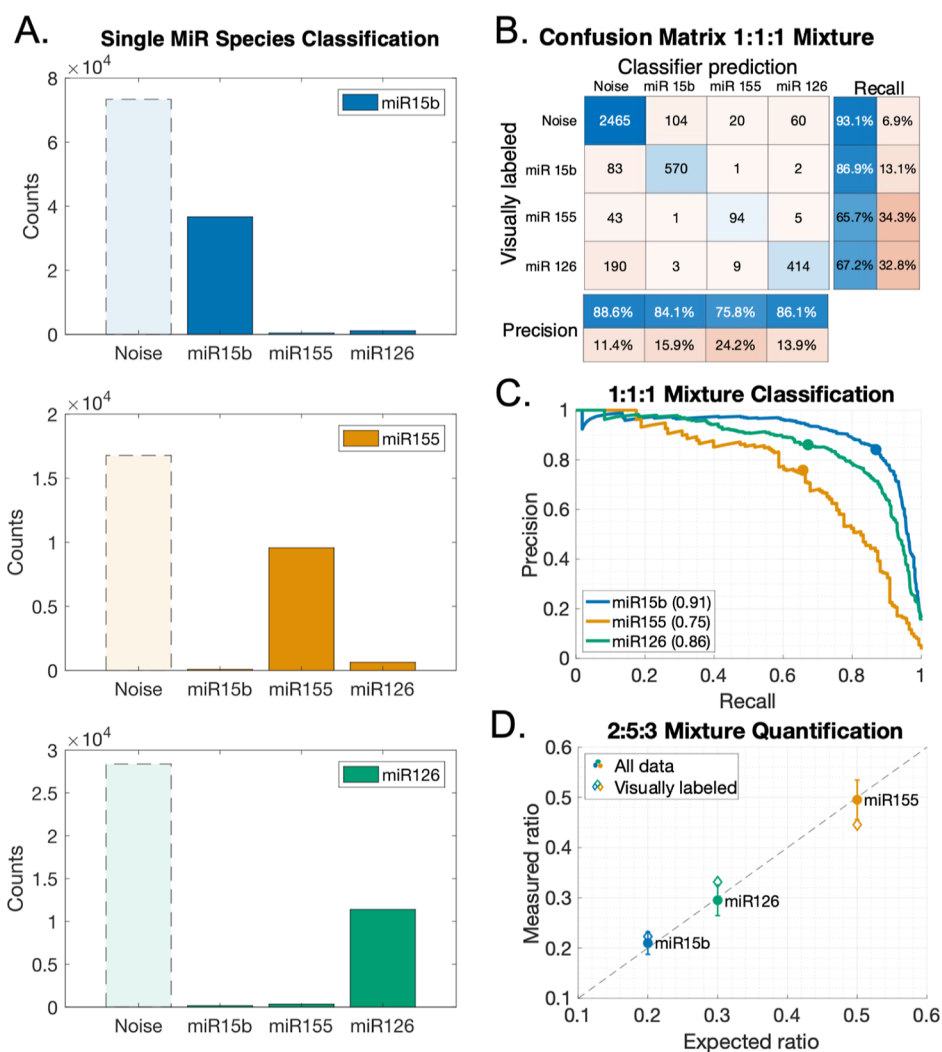 A.
Single MiR Species Classification
×10⁴
8
6
4
2
0
Counts
miR15b
Noise miR15b miR155 miR126
×10⁴
2
1.5
1
0.5
0
Counts
miR155
Noise miR15b miR155 miR126
×10⁴
3
2.5
2
1.5
1
0.5
0
Counts
miR126
Noise miR15b miR155 miR126
B. Confusion Matrix 1:1:1 Mixture
Classifier prediction
Noise miR 15b miR 155 miR 126 Recall
Visually labeled
Noise 2465 104 20 60 93.1% 6.9%
miR 15b 83 570 1 2 86.9% 13.1%
miR 155 43 1 94 5 65.7% 34.3%
miR 126 190 3 9 414 67.2% 32.8%
Precision
88.6% 84.1% 75.8% 86.1%
11.4% 15.9% 24.2% 13.9%
C. 1:1:1 Mixture Classification
1
0.8
0.6
0.4
0.2
0
Precision
miR15b (0.91)
miR155 (0.75)
miR126 (0.86)
0 0.2 0.4 0.6 0.8 1
Recall
D. 2:5:3 Mixture Quantification
0.6
0.5
0.4
0.3
0.2
0.1
Measured ratio
All data
Visually labeled
miR155
miR126
miR15b
0.1 0.2 0.3 0.4 0.5 0.6
Expected ratio